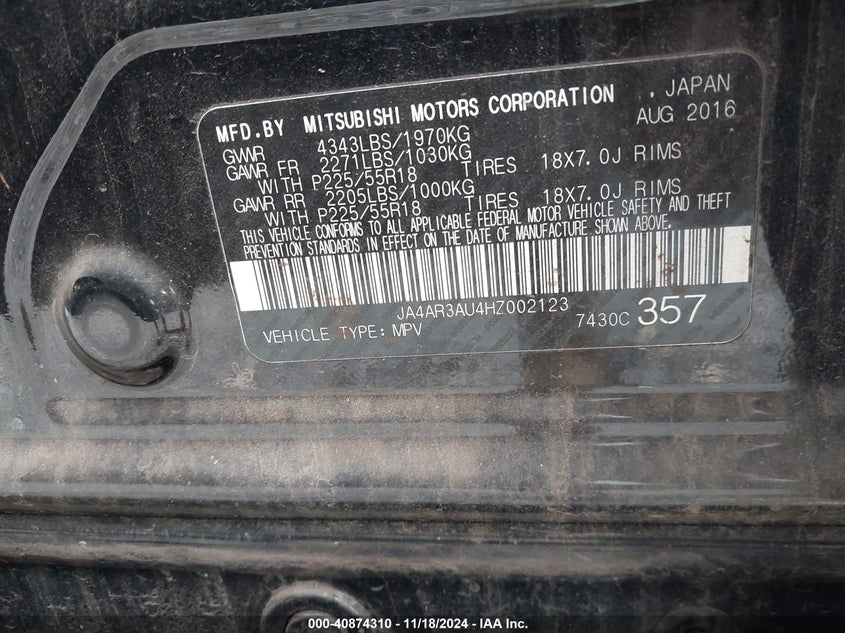 MFD.BY MITSUBISHI MOTORS CORPORATION , JAPAN
AUG 2016
GVWR 4343LBS/1970KG
GAWR FR 2271LBS/1030KG
WITH P225/55R18 TIRES 18X7.0J RIMS
GAWR RR 2205LBS/1000KG
WITH P225/55R18 TIRES 18X7.0J RIMS
THIS VEHICLE CONFORMS TO ALL APPLICABLE FEDERAL MOTOR VEHICLE SAFETY AND THEFT
PREVENTION STANDARDS IN EFFECT ON THE DATE OF MANUFACTURE SHOWN ABOVE.
JA4AR3AU4HZ002123
VEHICLE TYPE: MPV 7430C 357
000-40874310 - 11/18/2024 - IAA Inc.